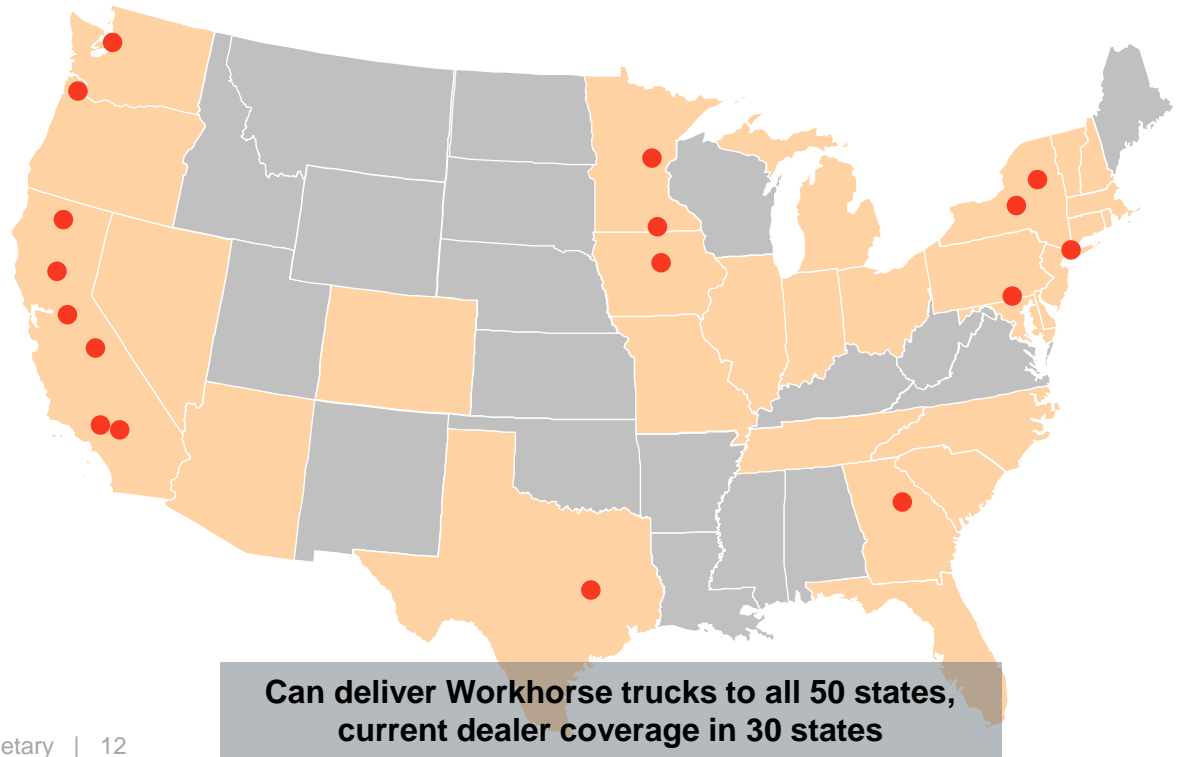 Can deliver Workhorse trucks to all 50 states,
current dealer coverage in 30 states
etary | 12